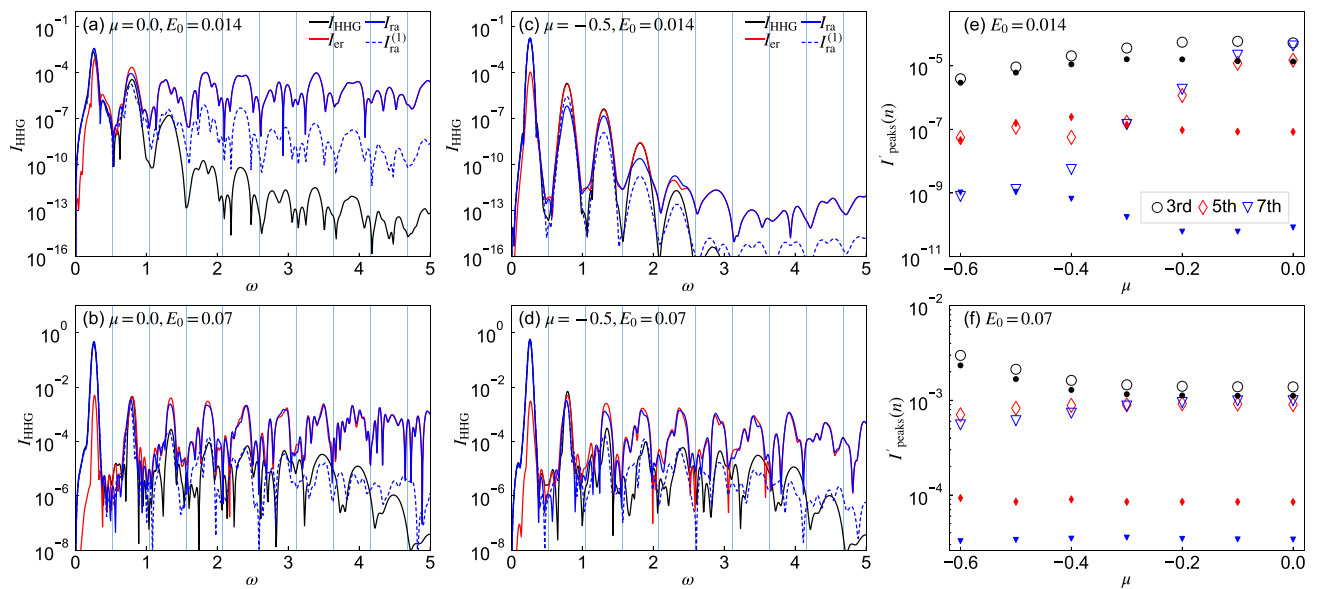 (a) μ = 0.0, E₀ = 0.014
I_HHG
I_er
I_ra
I_ra^(1)
10⁻¹
10⁻⁴
10⁻⁷
10⁻¹⁰
10⁻¹³
10⁻¹⁶
I_HHG
0 1 2 3 4 5
ω
(c) μ = −0.5, E₀ = 0.014
I_HHG
I_er
I_ra
I_ra^(1)
10⁻¹
10⁻⁴
10⁻⁷
10⁻¹⁰
10⁻¹³
10⁻¹⁶
I_HHG
0 1 2 3 4 5
ω
(e) E₀ = 0.014
10⁻⁵
10⁻⁷
10⁻⁹
10⁻¹¹
I′_peaks(n)
3rd 5th 7th
−0.6 −0.4 −0.2 0.0
μ
(b) μ = 0.0, E₀ = 0.07
10⁰
10⁻²
10⁻⁴
10⁻⁶
10⁻⁸
I_HHG
0 1 2 3 4 5
ω
(d) μ = −0.5, E₀ = 0.07
10⁰
10⁻²
10⁻⁴
10⁻⁶
10⁻⁸
I_HHG
0 1 2 3 4 5
ω
(f) E₀ = 0.07
10⁻²
10⁻³
10⁻⁴
I′_peaks(n)
−0.6 −0.4 −0.2 0.0
μ